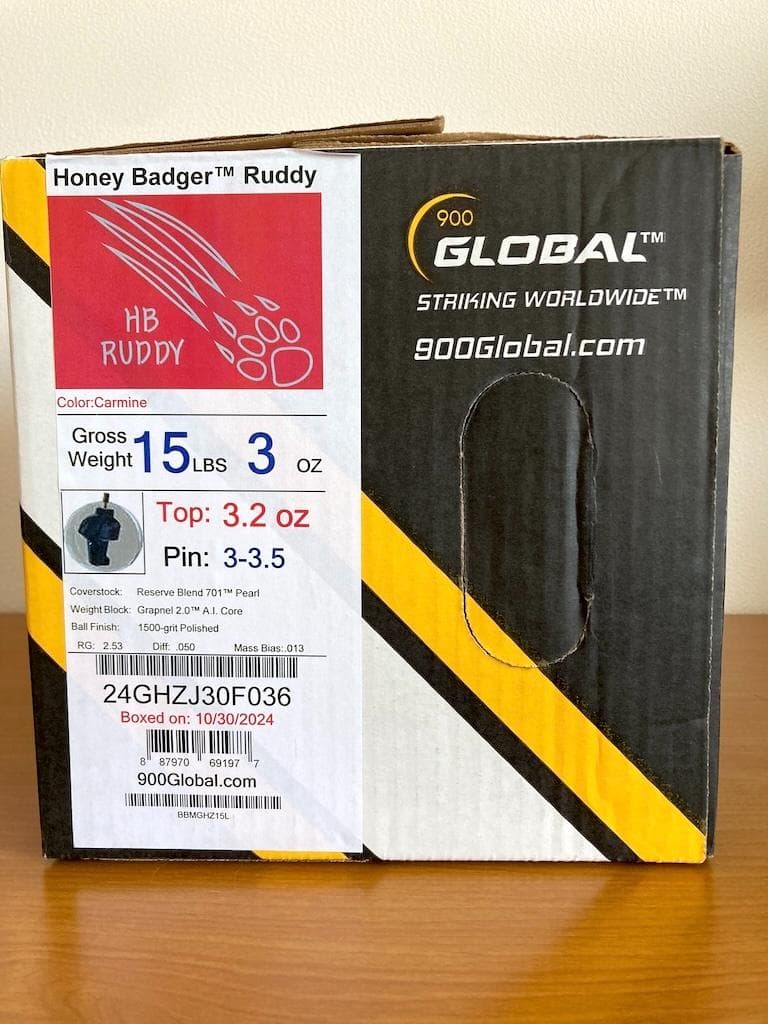 Honey Badger™ Ruddy
HB
RUDDY
Color:Carmine
Gross
Weight 15 LBS 3 OZ
Top: 3.2 oz
Pin: 3-3.5
Coverstock: Reserve Blend 701™ Pearl
Weight Block: Grapnel 2.0™ A.I. Core
Ball Finish: 1500-grit Polished
RG: 2.53 Diff: .050 Mass Bias:.013
24GHZJ30F036
Boxed on: 10/30/2024
8 87970 69197 7
900Global.com
BBMGHZ15L
900
GLOBAL™
STRIKING WORLDWIDE™
900Global.com